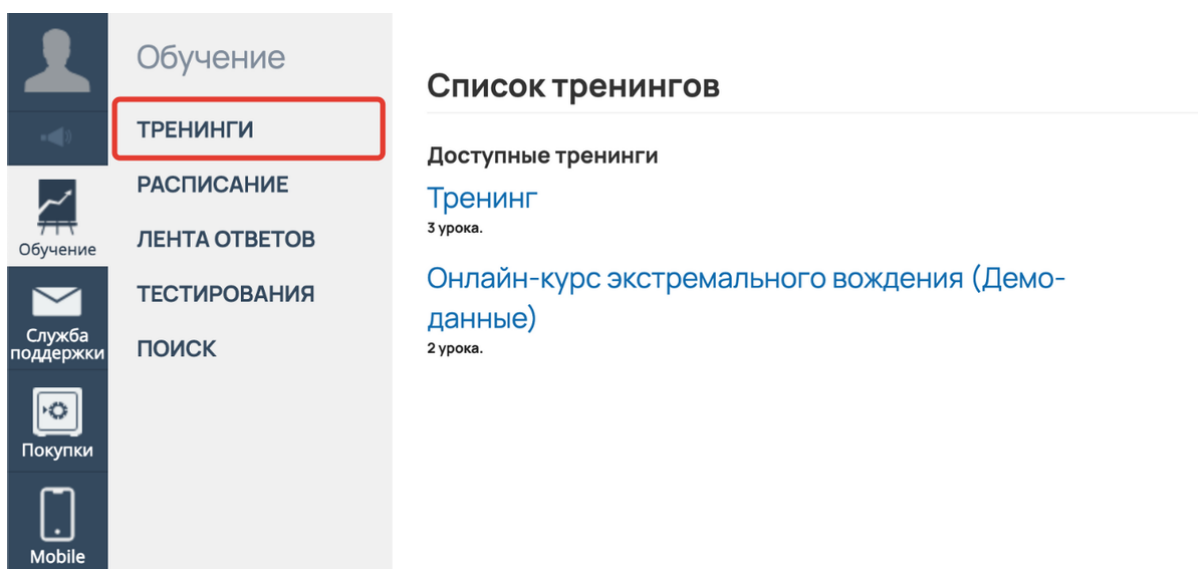 Обучение
Служба
поддержки
Покупки
Mobile
Обучение
ТРЕНИНГИ
РАСПИСАНИЕ
ЛЕНТА ОТВЕТОВ
ТЕСТИРОВАНИЯ
ПОИСК
Список тренингов
Доступные тренинги
Тренинг
3 урока.
Онлайн-курс экстремального вождения (Демо-
данные)
2 урока.